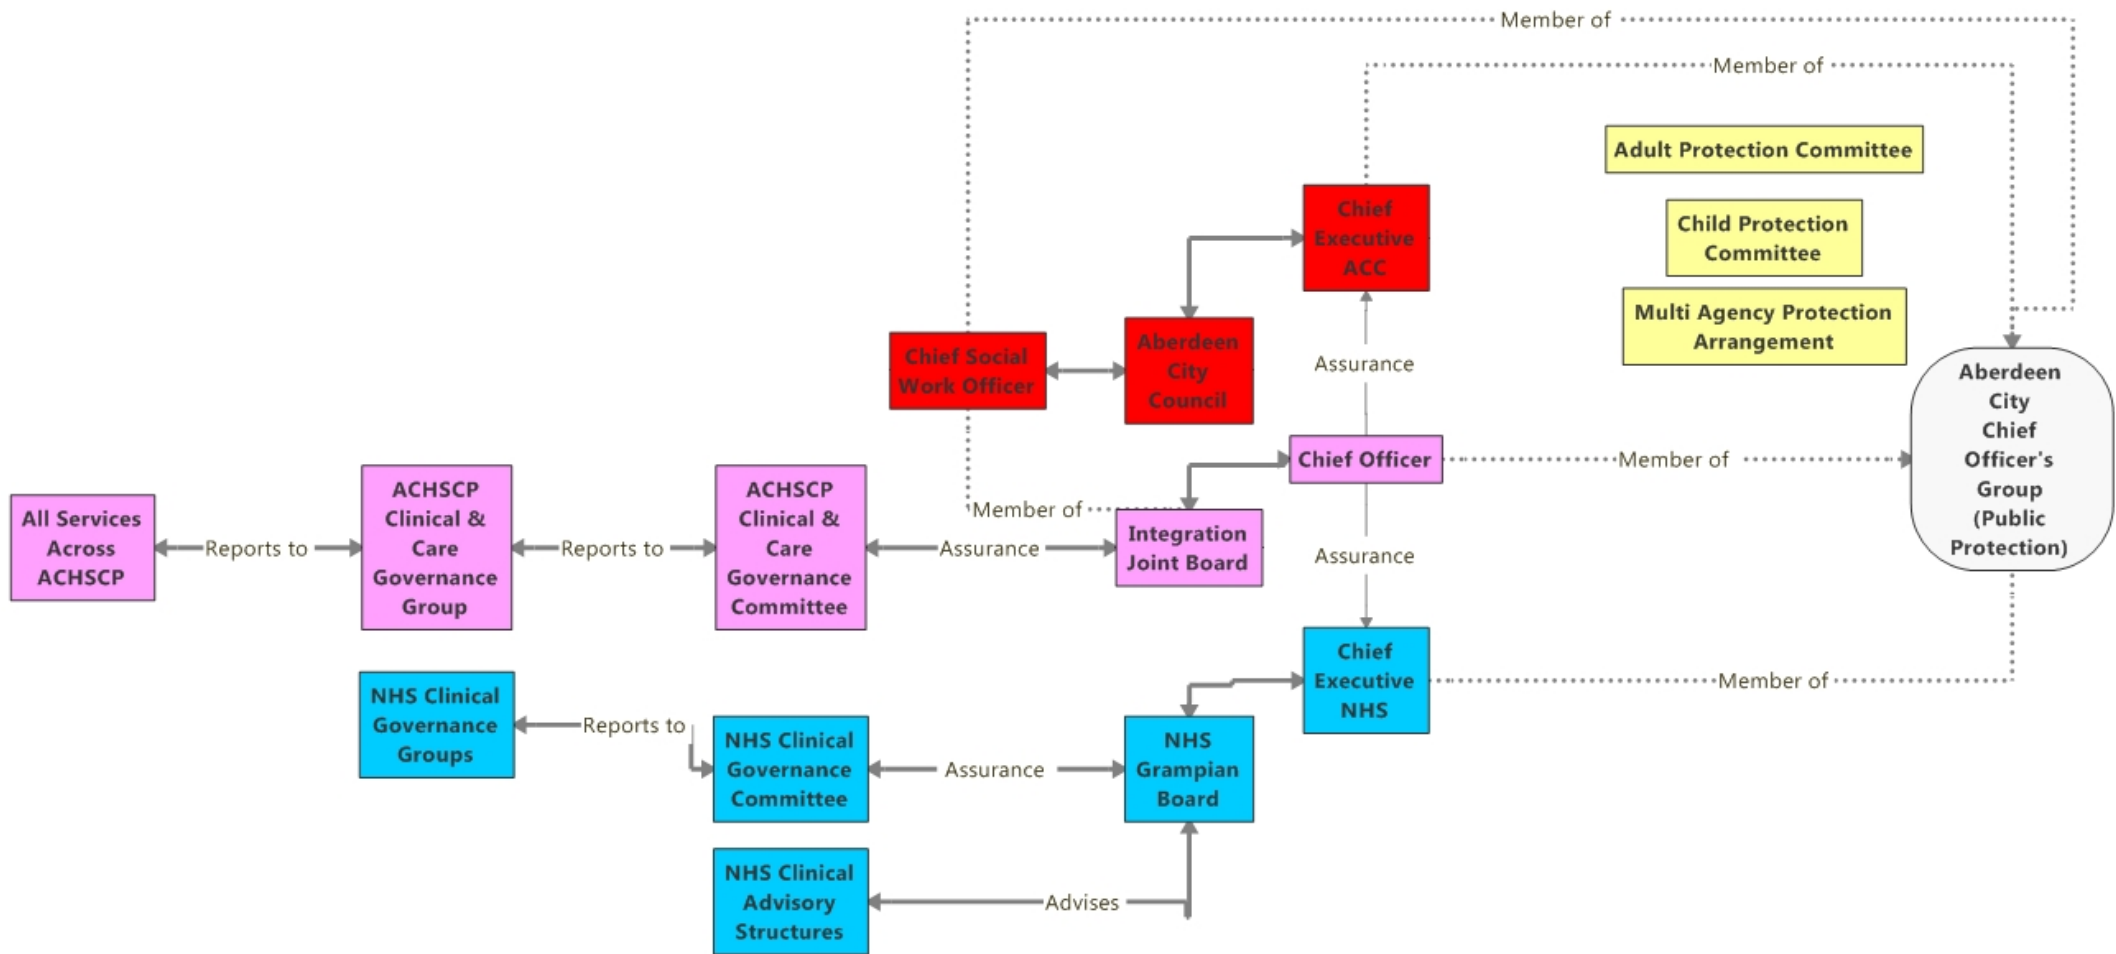 Member of
Member of
Adult Protection Committee
Chief
Executive
ACC
Child Protection
Committee
Multi Agency Protection
Arrangement
Chief Social
Work Officer
Aberdeen
City
Council
Assurance
Aberdeen
City
Chief
Officer's
Group
(Public
Protection)
Chief Officer
Member of
All Services
Across
ACHSCP
Reports to
ACHSCP
Clinical &
Care
Governance
Group
Reports to
ACHSCP
Clinical &
Care
Governance
Committee
Assurance
Member of
Integration
Joint Board
Assurance
Chief
Executive
NHS
Member of
NHS Clinical
Governance
Groups
Reports to
NHS Clinical
Governance
Committee
Assurance
NHS
Grampian
Board
NHS Clinical
Advisory
Structures
Advises